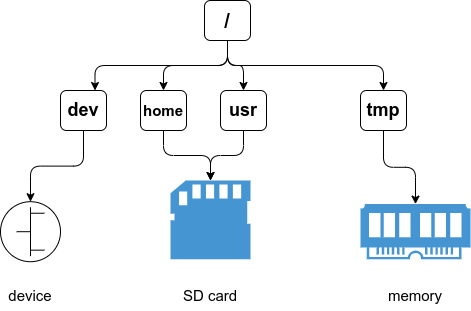 /
dev
home
usr
tmp
device
SD card
memory